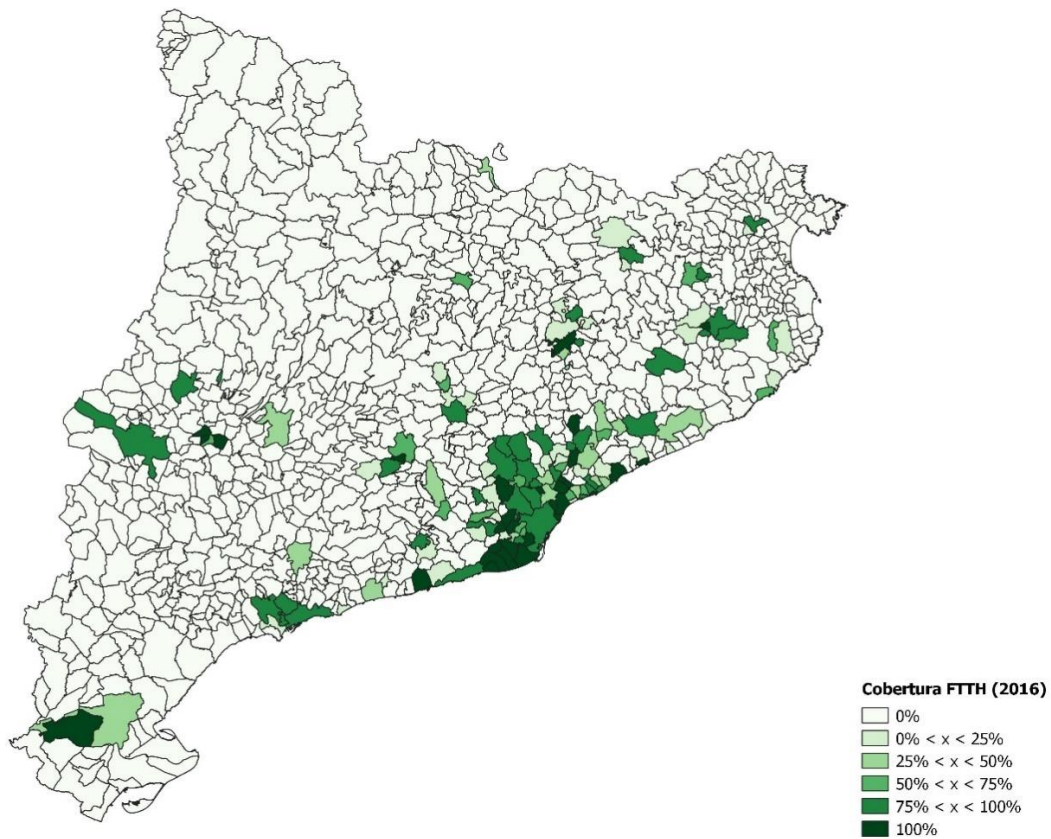 Cobertura FTTH (2016)
0%
0% < x < 25%
25% < x < 50%
50% < x < 75%
75% < x < 100%
100%